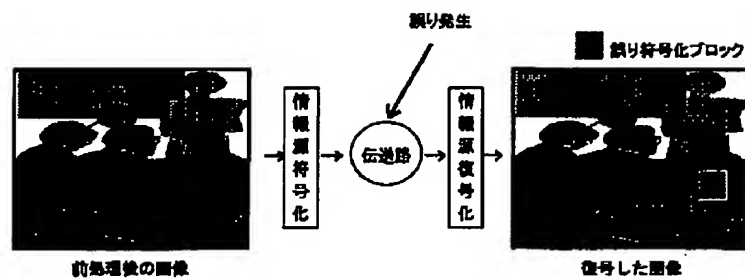 誤り発生
誤り符号化ブロック
情報源符号化
伝送路
情報源復号化
前処理後の画像
復号した画像